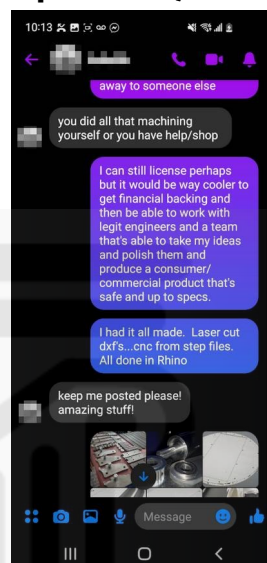 10:13
away to someone else
you did all that machining
yourself or you have help/shop
I can still license perhaps
but it would be way cooler to
get financial backing and
then be able to work with
legit engineers and a team
that's able to take my ideas
and polish them and
produce a consumer/
commercial product that's
safe and up to specs.
I had it all made. Laser cut
dxf's...cnc from step files.
All done in Rhino
keep me posted please!
amazing stuff!
Message